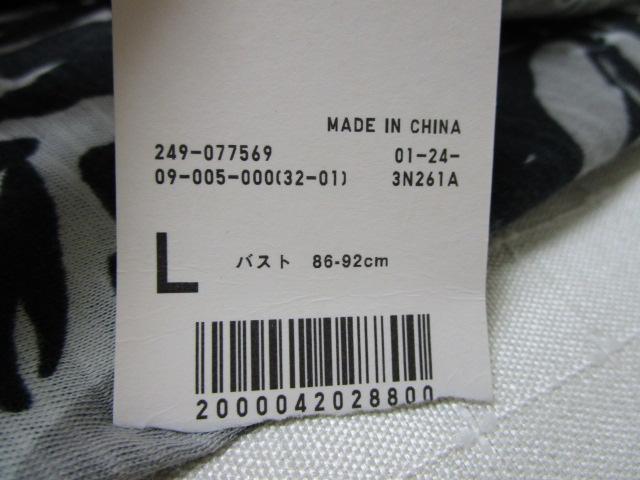 MADE IN CHINA
249-077569 01-24-
09-005-000(32-01) 3N261A
L バスト 86-92cm
2000042028800